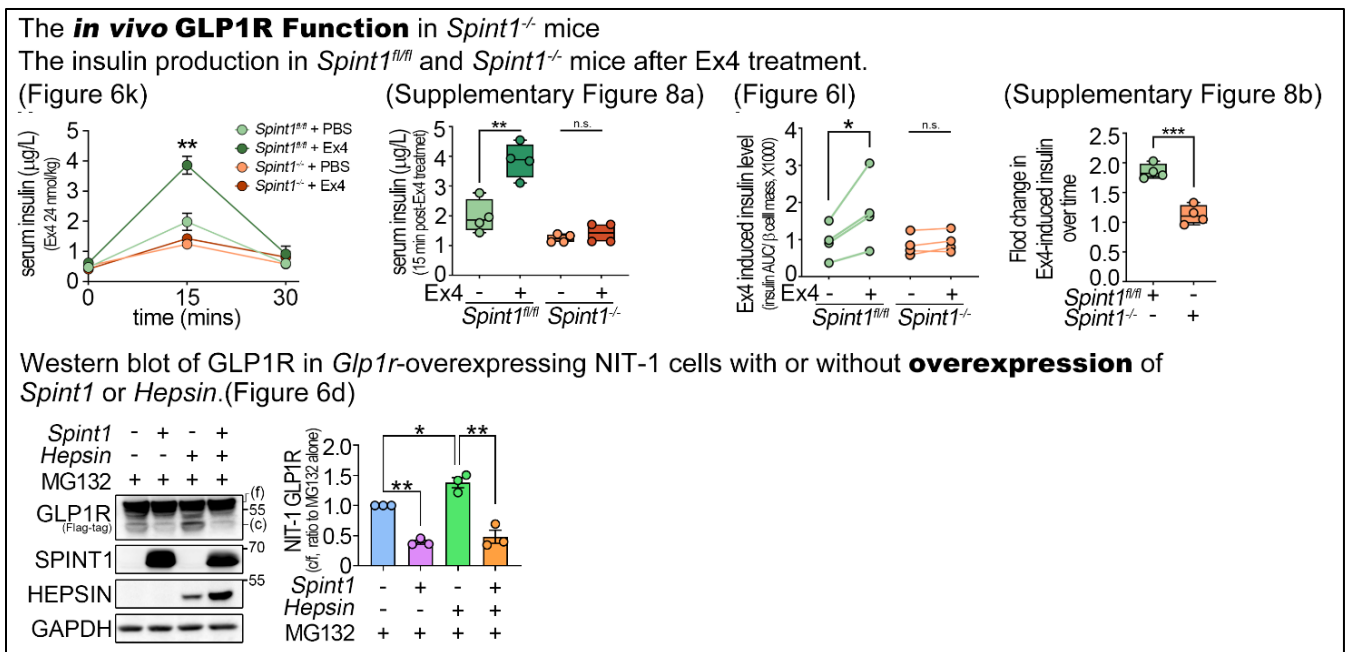 The in vivo GLP1R Function in Spint1-/- mice
The insulin production in Spint1fl/fl and Spint1-/- mice after Ex4 treatment.
(Figure 6k)
serum insulin (µg/L)
(Ex4 24 nmol/kg)
5
4
3
2
1
0
**
Spint1fl/fl + PBS
Spint1fl/fl + Ex4
Spint1-/- + PBS
Spint1-/- + Ex4
0 15 30
time (mins)
(Supplementary Figure 8a)
serum insulin (µg/L)
(15 min post-Ex4 treatmet)
5
4
3
2
1
0
** n.s.
Ex4 - + - +
Spint1fl/fl Spint1-/-
(Figure 6l)
Ex4 induced insulin level
(insulin AUC/ β cell mass, X1000)
4
3
2
1
0
* n.s.
Ex4 - + - +
Spint1fl/fl Spint1-/-
(Supplementary Figure 8b)
Flod change in
Ex4-induced insulin
over time
2.5
2.0
1.5
1.0
0.5
0.0
***
Spint1fl/fl + -
Spint1-/- - +
Western blot of GLP1R in Glp1r-overexpressing NIT-1 cells with or without overexpression of
Spint1 or Hepsin.(Figure 6d)
Spint1 - + - +
Hepsin - - + +
MG132 + + + +
GLP1R
(Flag-tag)
(f)
55
(c)
SPINT1
70
HEPSIN
55
GAPDH
NIT-1 GLP1R
(c/f, ratio to MG132 alone)
2.0
1.5
1.0
0.5
0
* **
**
Spint1 - + - +
Hepsin - - + +
MG132 + + + +